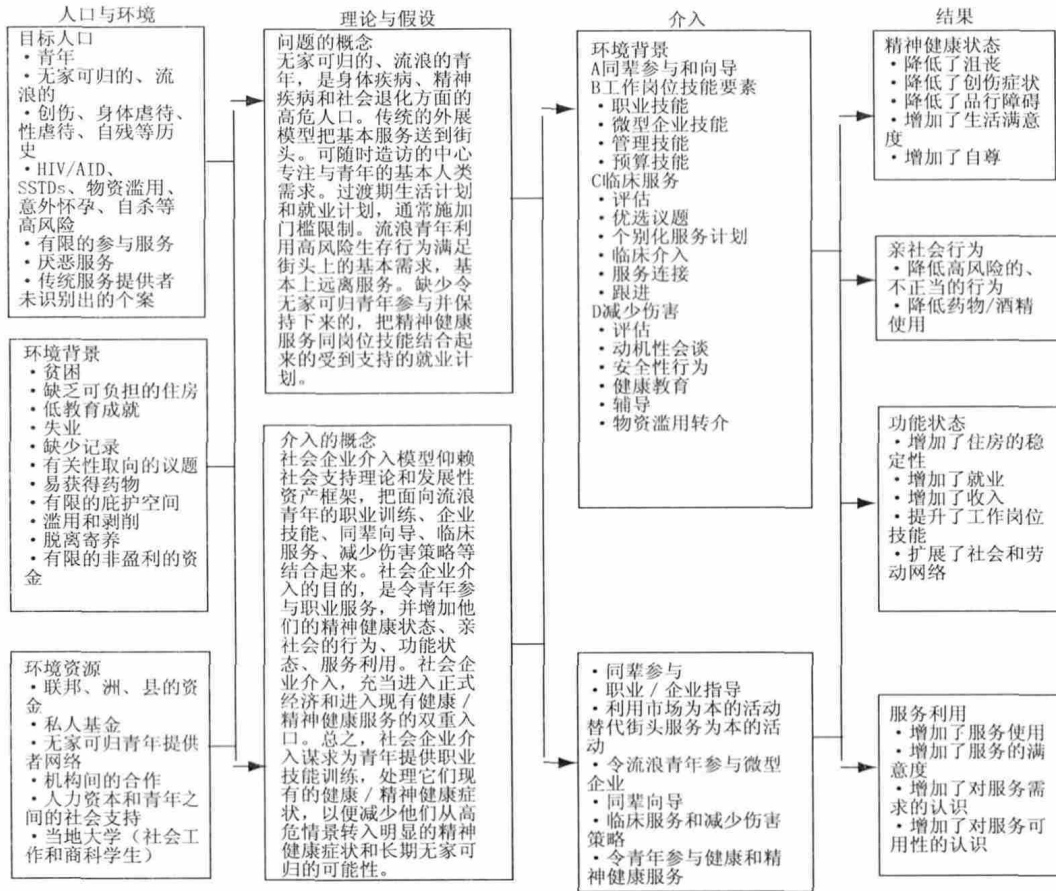 人口与环境
目标人口
・青年
・无家可归的、流
浪的
・创伤、身体虐待、
性虐待、自残等历
史
・HIV/AID、
SSTDs、物资滥用、
意外怀孕、自杀等
高风险
・有限的参与服务
・厌恶服务
・传统服务提供者
未识别出的个案
环境背景
・贫困
・缺乏可负担的住房
・低教育成就
・失业
・缺少记录
・有关性取向的议题
・易获得药物
・有限的庇护空间
・滥用和剥削
・脱离寄养
・有限的非盈利的资
金
环境资源
・联邦、洲、县的资
金
・私人基金
・无家可归青年提供
者网络
・机构间的合作
・人力资本和青年之
间的社会支持
・当地大学（社会工
作和商科学生）
理论与假设
问题的概念
无家可归的、流浪的青
年，是身体疾病、精神
疾病和社会退化方面的
高危人口。传统的外展
模型把基本服务送到街
头。可随时造访的中心
专注与青年的基本人类
需求。过渡期生活计划
和就业计划，通常施加
门槛限制。流浪青年利
用高风险生存行为满足
街头上的基本需求，基
本上远离服务。缺少令
无家可归青年参与并保
持下来的，把精神健康
服务同岗位技能结合起
来的受到支持的就业计
划。
介入的概念
社会企业介入模型仰赖
社会支持理论和发展性
资产框架，把面向流浪
青年的职业训练、企业
技能、同辈向导、临床
服务、减少伤害策略等
结合起来。社会企业介
入的目的，是令青年参
与职业服务，并增加他
们的精神健康状态、亲
社会的行为、功能状
态、服务利用。社会企
业介入，充当进入正式
经济和进入现有健康／
精神健康服务的双重入
口。总之，社会企业介
入谋求为青年提供职业
技能训练，处理它们现
有的健康／精神健康症
状，以便减少他们从高
危情景转入明显的精神
健康症状和长期无家可
归的可能性。
介入
环境背景
A同辈参与和向导
B工作岗位技能要素
・职业技能
・微型企业技能
・管理技能
・预算技能
C临床服务
・评估
・优选议题
・个别化服务计划
・临床介入
・服务连接
・跟进
D减少伤害
・评估
・动机性会谈
・安全性行为
・健康教育
・辅导
・物资滥用转介
・同辈参与
・职业／企业指导
・利用市场为本的活动
替代街头服务为本的活
动
・令流浪青年参与微型
企业
・同辈向导
・临床服务和减少伤害
策略
・令青年参与健康和精
神健康服务
结果
精神健康状态
・降低了沮丧
・降低了创伤症状
・降低了品行障碍
・增加了生活满意
度
・增加了自尊
亲社会行为
・降低高风险的、
不正当的行为
・降低药物/酒精
使用
功能状态
・增加了住房的稳
定性
・增加了就业
・增加了收入
・提升了工作岗位
技能
・扩展了社会和劳
动网络
服务利用
・增加了服务使用
・增加了服务的满
意度
・增加了对服务需
求的认识
・增加了对服务可
用性的认识